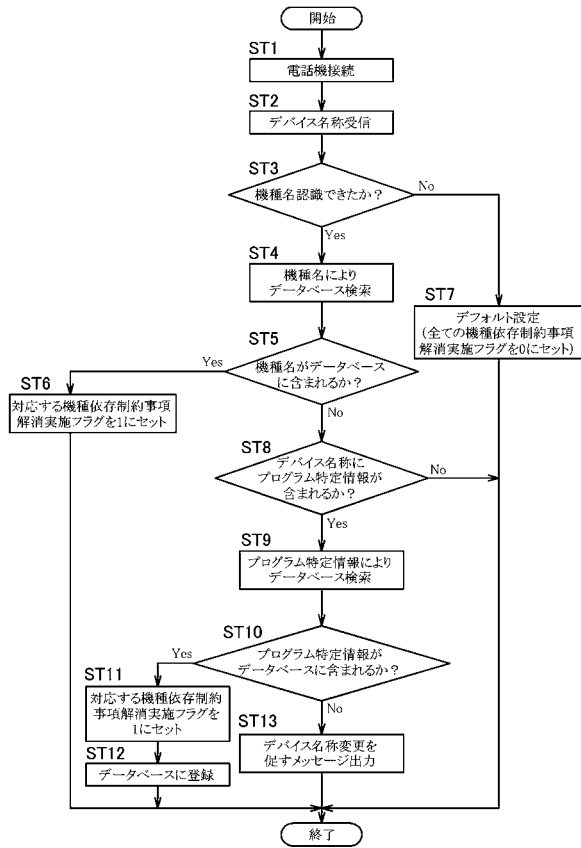 開始
ST1
電話機接続
ST2
デバイス名称受信
ST3
機種名認識できたか?
No
Yes
ST4
機種名により
データベース検索
ST7
デフォルト設定
(全ての機種依存制約事項
解消実施フラグを0にセット)
ST5
機種名がデータベース
に含まれるか?
Yes
No
ST6
対応する機種依存制約事項
解消実施フラグを1にセット
ST8
デバイス名称に
プログラム特定情報が
含まれるか?
No
Yes
ST9
プログラム特定情報により
データベース検索
ST10
プログラム特定情報が
データベースに含まれるか?
Yes
No
ST11
対応する機種依存制約
事項解消実施フラグを
1にセット
ST12
データベースに登録
ST13
デバイス名称変更を
促すメッセージ出力
終了